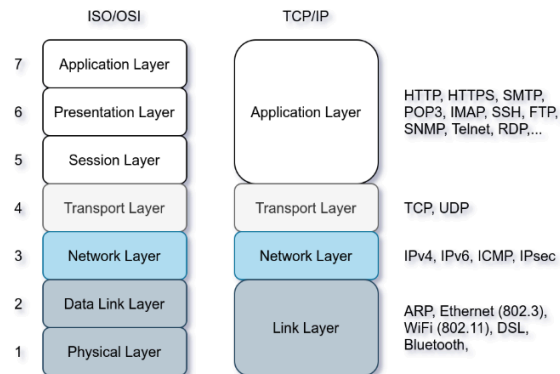 ISO/OSI
TCP/IP
7
Application Layer
6
Presentation Layer
5
Session Layer
Application Layer
HTTP, HTTPS, SMTP,
POP3, IMAP, SSH, FTP,
SNMP, Telnet, RDP,...
4
Transport Layer
Transport Layer
TCP, UDP
3
Network Layer
Network Layer
IPv4, IPv6, ICMP, IPsec
2
Data Link Layer
1
Physical Layer
Link Layer
ARP, Ethernet (802.3),
WiFi (802.11), DSL,
Bluetooth,